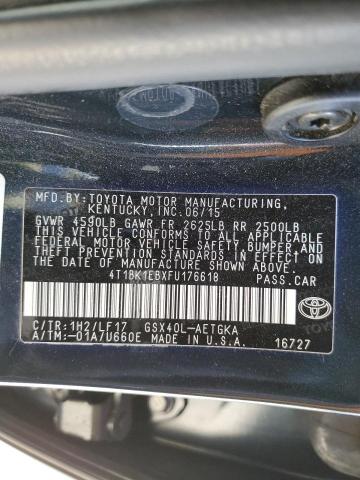 MFD.BY:TOYOTA MOTOR MANUFACTURING,
KENTUCKY, INC.06/15
GVWR 4590LB GAWR FR 2625LB RR 2500LB
THIS VEHICLE CONFORMS TO ALL APPLICABLE
FEDERAL MOTOR VEHICLE SAFETY,BUMPER AND
THEFT PREVENTION STANDARDS IN EFFECT ON
THE DATE OF MANUFACTURE SHOWN ABOVE.
4T1BK1EBXFU176618 PASS.CAR
C/TR:1H2/LF17 GSX40L-AETGKA
A/TM:-01A/U660E MADE IN U.S.A. 16727
TOYOTA